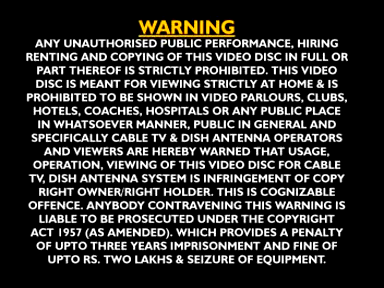 WARNING
ANY UNAUTHORISED PUBLIC PERFORMANCE, HIRING
RENTING AND COPYING OF THIS VIDEO DISC IN FULL OR
PART THEREOF IS STRICTLY PROHIBITED. THIS VIDEO
DISC IS MEANT FOR VIEWING STRICTLY AT HOME & IS
PROHIBITED TO BE SHOWN IN VIDEO PARLOURS, CLUBS,
HOTELS, COACHES, HOSPITALS OR ANY PUBLIC PLACE
IN WHATSOEVER MANNER, PUBLIC IN GENERAL AND
SPECIFICALLY CABLE TV & DISH ANTENNA OPERATORS
AND VIEWERS ARE HEREBY WARNED THAT USAGE,
OPERATION, VIEWING OF THIS VIDEO DISC FOR CABLE
TV, DISH ANTENNA SYSTEM IS INFRINGEMENT OF COPY
RIGHT OWNER/RIGHT HOLDER. THIS IS COGNIZABLE
OFFENCE. ANYBODY CONTRAVENING THIS WARNING IS
LIABLE TO BE PROSECUTED UNDER THE COPYRIGHT
ACT 1957 (AS AMENDED). WHICH PROVIDES A PENALTY
OF UPTO THREE YEARS IMPRISONMENT AND FINE OF
UPTO RS. TWO LAKHS & SEIZURE OF EQUIPMENT.